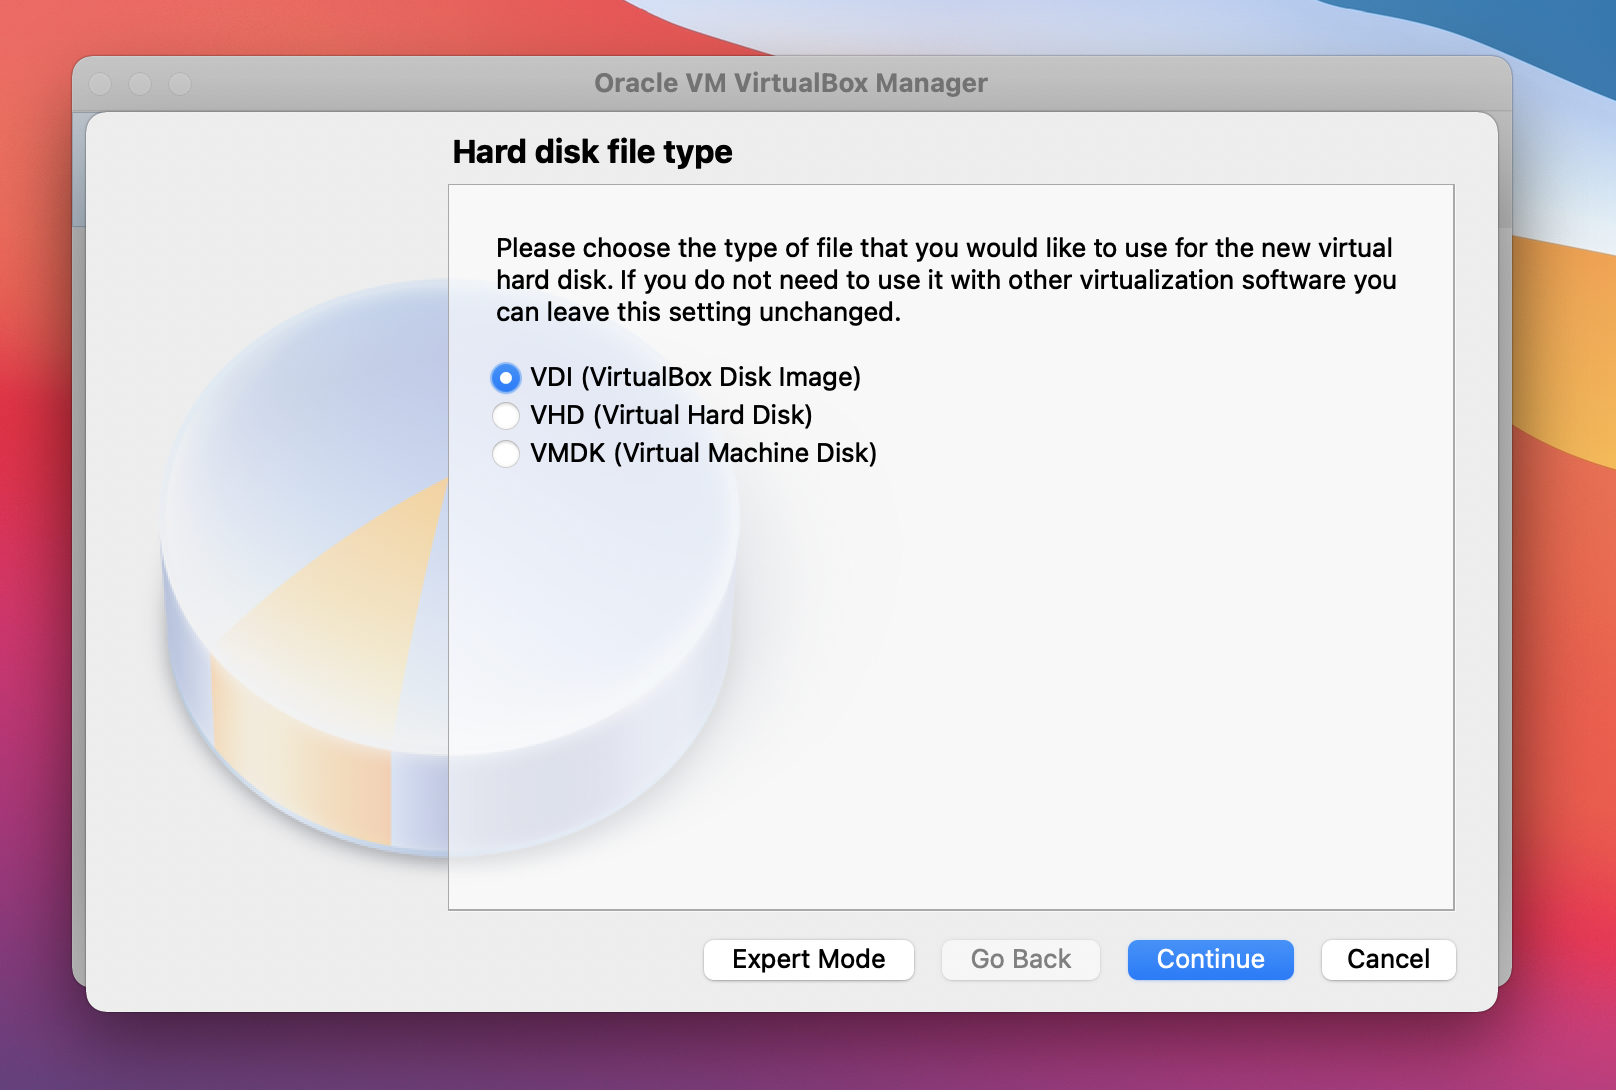 Oracle VM VirtualBox Manager
Hard disk file type
Please choose the type of file that you would like to use for the new virtual
hard disk. If you do not need to use it with other virtualization software you
can leave this setting unchanged.
VDI (VirtualBox Disk Image)
VHD (Virtual Hard Disk)
VMDK (Virtual Machine Disk)
Expert Mode
Go Back
Continue
Cancel